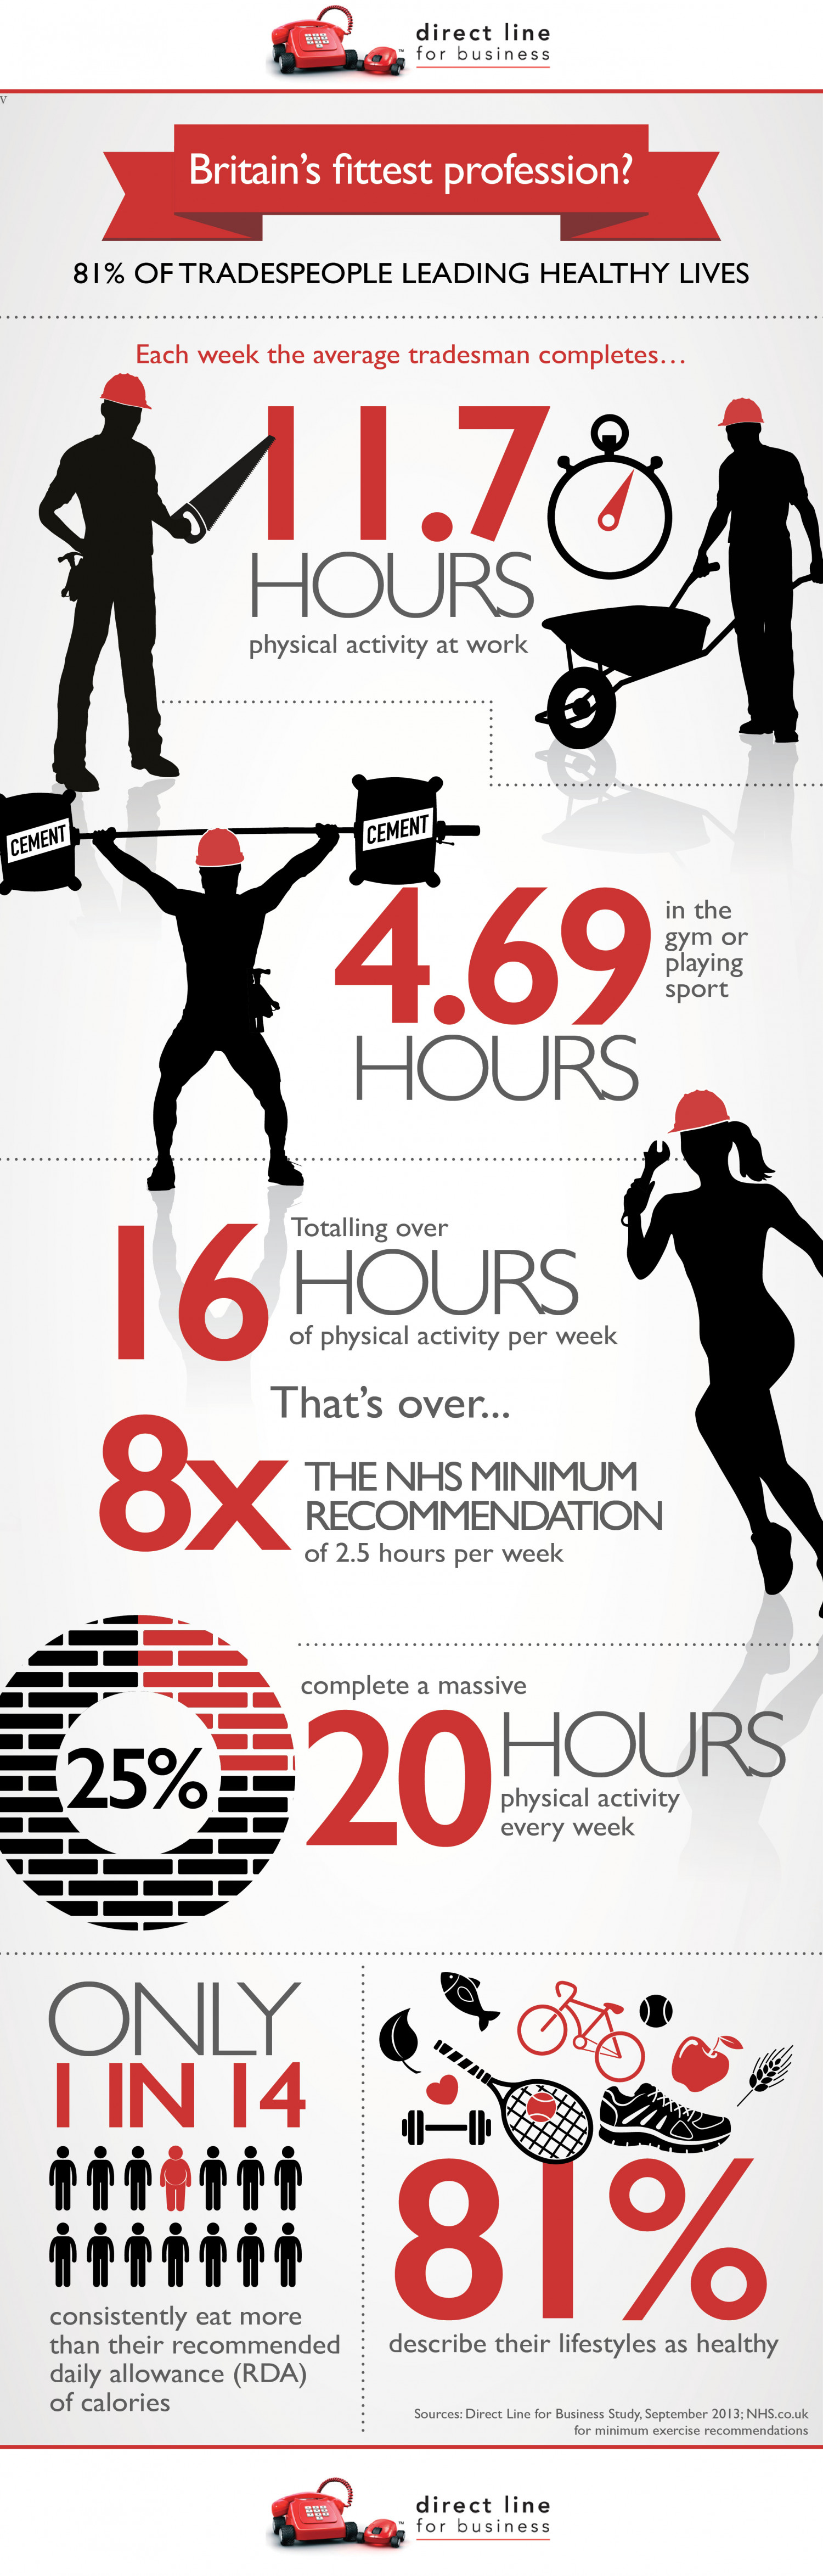 direct line
for business
v
Britain's fittest profession?
81% OF TRADESPEOPLE LEADING HEALTHY LIVES
Each week the average tradesman completes...
11.7
HOURS
physical activity at work
CEMENT
CEMENT
4.69
in the
gym or
playing
sport
HOURS
16
Totalling over
HOURS
of physical activity per week
That's over...
8x
THE NHS MINIMUM
RECOMMENDATION
of 2.5 hours per week
25%
complete a massive
20
HOURS
physical activity
every week
ONLY
1 IN 14
consistently eat more
than their recommended
daily allowance (RDA)
of calories
81%
describe their lifestyles as healthy
Sources: Direct Line for Business Study, September 2013; NHS.co.uk
for minimum exercise recommendations
direct line
for business